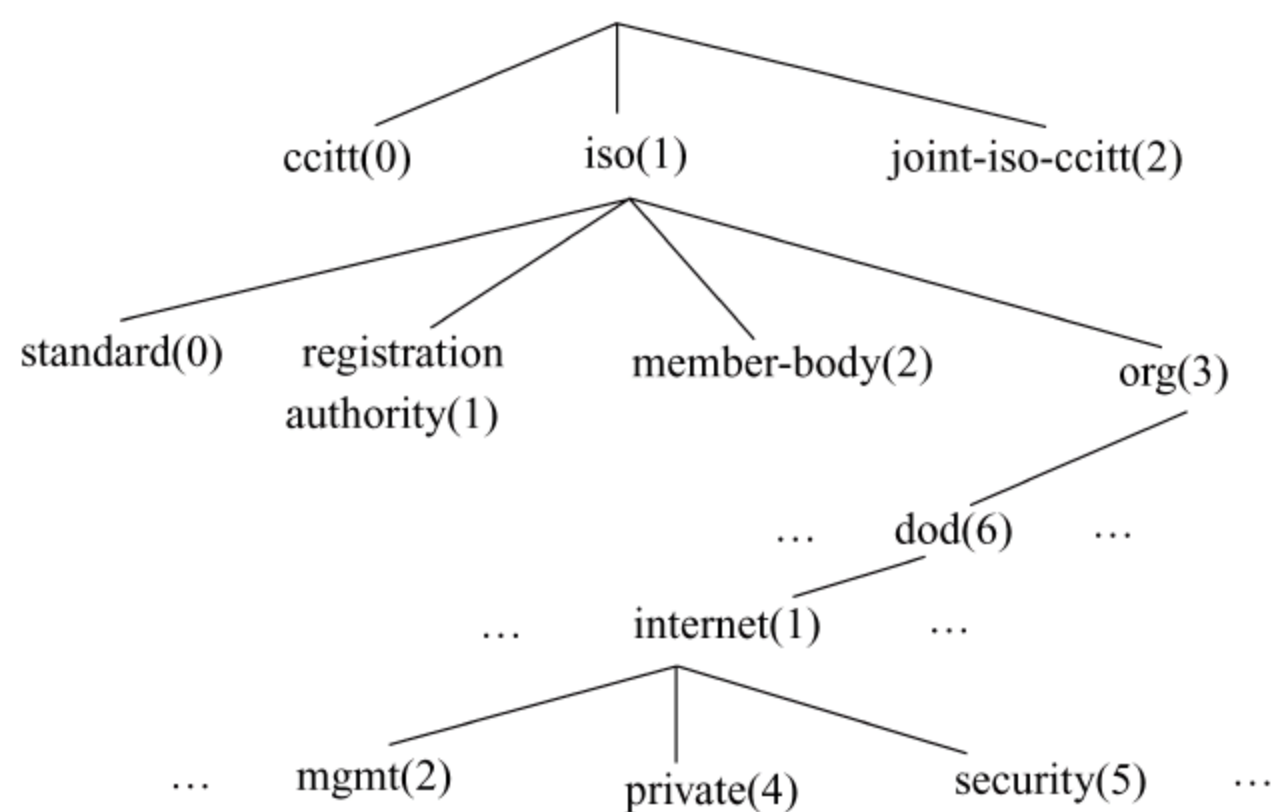 ccitt(0) iso(1) joint-iso-ccitt(2)
standard(0) registration member-body(2) org(3)
authority(1)
... dod(6) ...
... internet(1) ...
... mgmt(2) private(4) security(5) ...